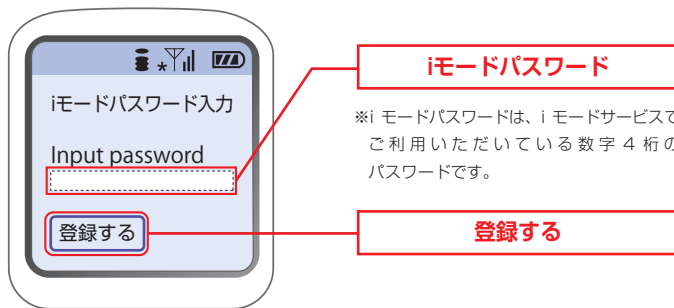 iモードパスワード入力
Input password
登録する
iモードパスワード
※i モードパスワードは、i モードサービスで
ご利用いただいている数字 4 桁の
パスワードです。
登録する